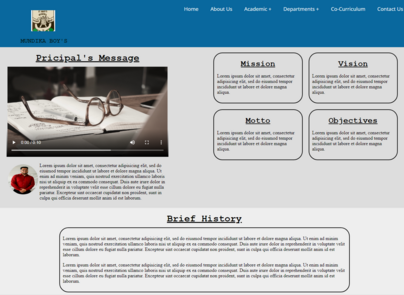 Home About Us Academic + Departments + Co-Curriculum Contact Us
MUNDIKA BOY'S
Pricipal's Message
Mission
Lorem ipsum dolor sit amet, consectetur
adipisicing elit, sed do eiusmod tempor
incididunt ut labore et dolore magna
aliqua.
Vision
Lorem ipsum dolor sit amet, consectetur
adipisicing elit, sed do eiusmod tempor
incididunt ut labore et dolore magna
aliqua.
Motto
Lorem ipsum dolor sit amet, consectetur
adipisicing elit, sed do eiusmod tempor
incididunt ut labore et dolore magna
aliqua.
Objectives
Lorem ipsum dolor sit amet, consectetur
adipisicing elit, sed do eiusmod tempor
incididunt ut labore et dolore magna
aliqua.
Lorem ipsum dolor sit amet, consectetur adipisicing elit, sed do
eiusmod tempor incididunt ut labore et dolore magna aliqua. Ut
enim ad minim veniam, quis nostrud exercitation ullamco laboris
nisi ut aliquip ex ea commodo consequat. Duis aute irure dolor in
reprehenderit in voluptate velit esse cillum dolore eu fugiat nulla
pariatur. Excepteur sint occaecat cupidatat non proident, sunt in
culpa qui officia deserunt mollit anim id est laborum.
Brief History
Lorem ipsum dolor sit amet, consectetur adipisicing elit, sed do eiusmod tempor incididunt ut labore et dolore magna aliqua. Ut enim ad minim
veniam, quis nostrud exercitation ullamco laboris nisi ut aliquip ex ea commodo consequat. Duis aute irure dolor in reprehenderit in voluptate velit
esse cillum dolore eu fugiat nulla pariatur. Excepteur sint occaecat cupidatat non proident, sunt in culpa qui officia deserunt mollit anim id est
laborum.
Lorem ipsum dolor sit amet, consectetur adipisicing elit, sed do eiusmod tempor incididunt ut labore et dolore magna aliqua. Ut enim ad minim
veniam, quis nostrud exercitation ullamco laboris nisi ut aliquip ex ea commodo consequat. Duis aute irure dolor in reprehenderit in voluptate velit
esse cillum dolore eu fugiat nulla pariatur. Excepteur sint occaecat cupidatat non proident, sunt in culpa qui officia deserunt mollit anim id est
laborum.